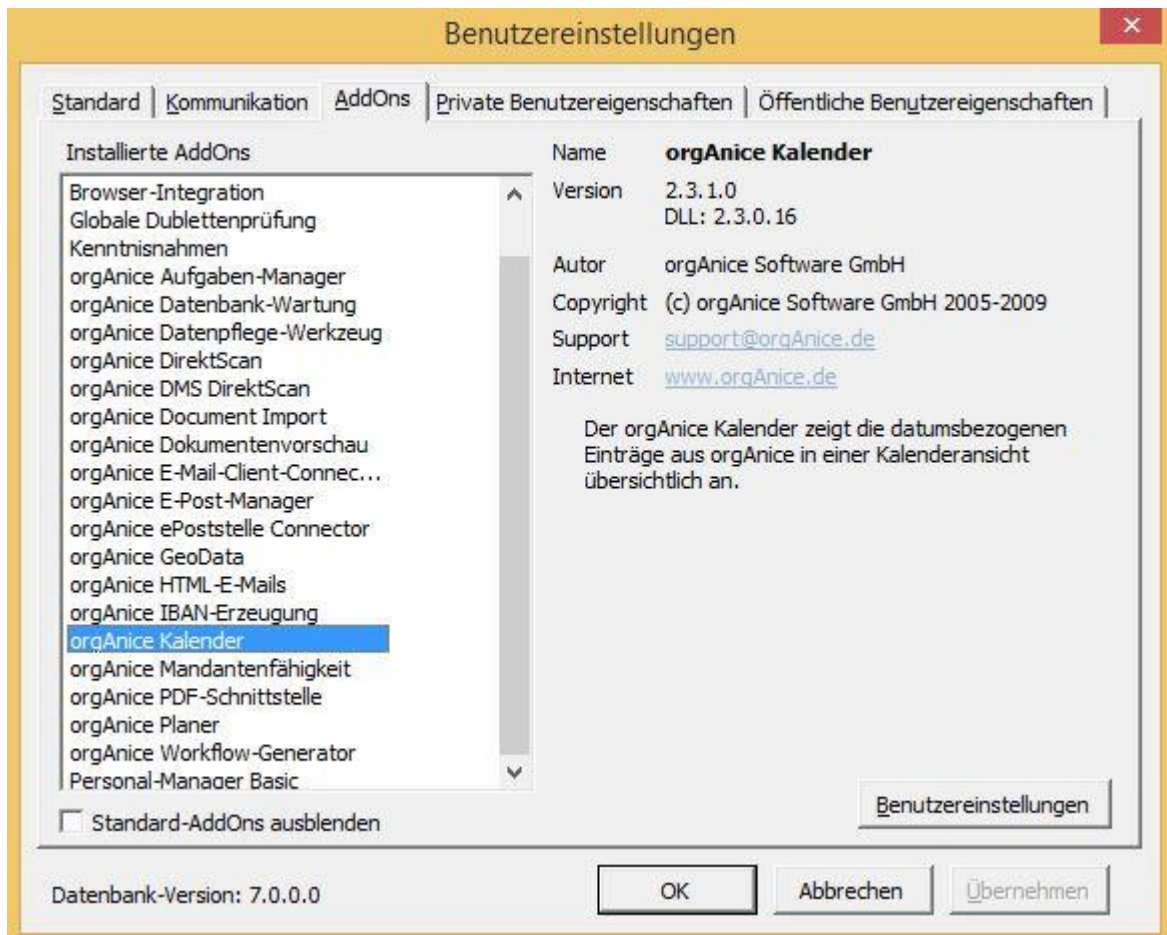 Benutzereinstellungen
Standard
Kommunikation
AddOns
Private Benutzereigenschaften
Öffentliche Benutzereigenschaften
Installierte AddOns
Browser-Integration
Globale Dublettenprüfung
Kenntnisnahmen
orgAnice Aufgaben-Manager
orgAnice Datenbank-Wartung
orgAnice Datenpflege-Werkzeug
orgAnice DirektScan
orgAnice DMS DirektScan
orgAnice Document Import
orgAnice Dokumentenvorschau
orgAnice E-Mail-Client-Connec...
orgAnice E-Post-Manager
orgAnice ePoststelle Connector
orgAnice GeoData
orgAnice HTML-E-Mails
orgAnice IBAN-Erzeugung
orgAnice Kalender
orgAnice Mandantenfähigkeit
orgAnice PDF-Schnittstelle
orgAnice Planer
orgAnice Workflow-Generator
Personal-Manager Basic
Standard-AddOns ausblenden
Name orgAnice Kalender
Version 2.3.1.0
DLL: 2.3.0.16
Autor orgAnice Software GmbH
Copyright (c) orgAnice Software GmbH 2005-2009
Support support@orgAnice.de
Internet www.orgAnice.de
Der orgAnice Kalender zeigt die datumsbezogenen
Einträge aus orgAnice in einer Kalenderansicht
übersichtlich an.
Benutzereinstellungen
Datenbank-Version: 7.0.0.0
OK
Abbrechen
Übernehmen